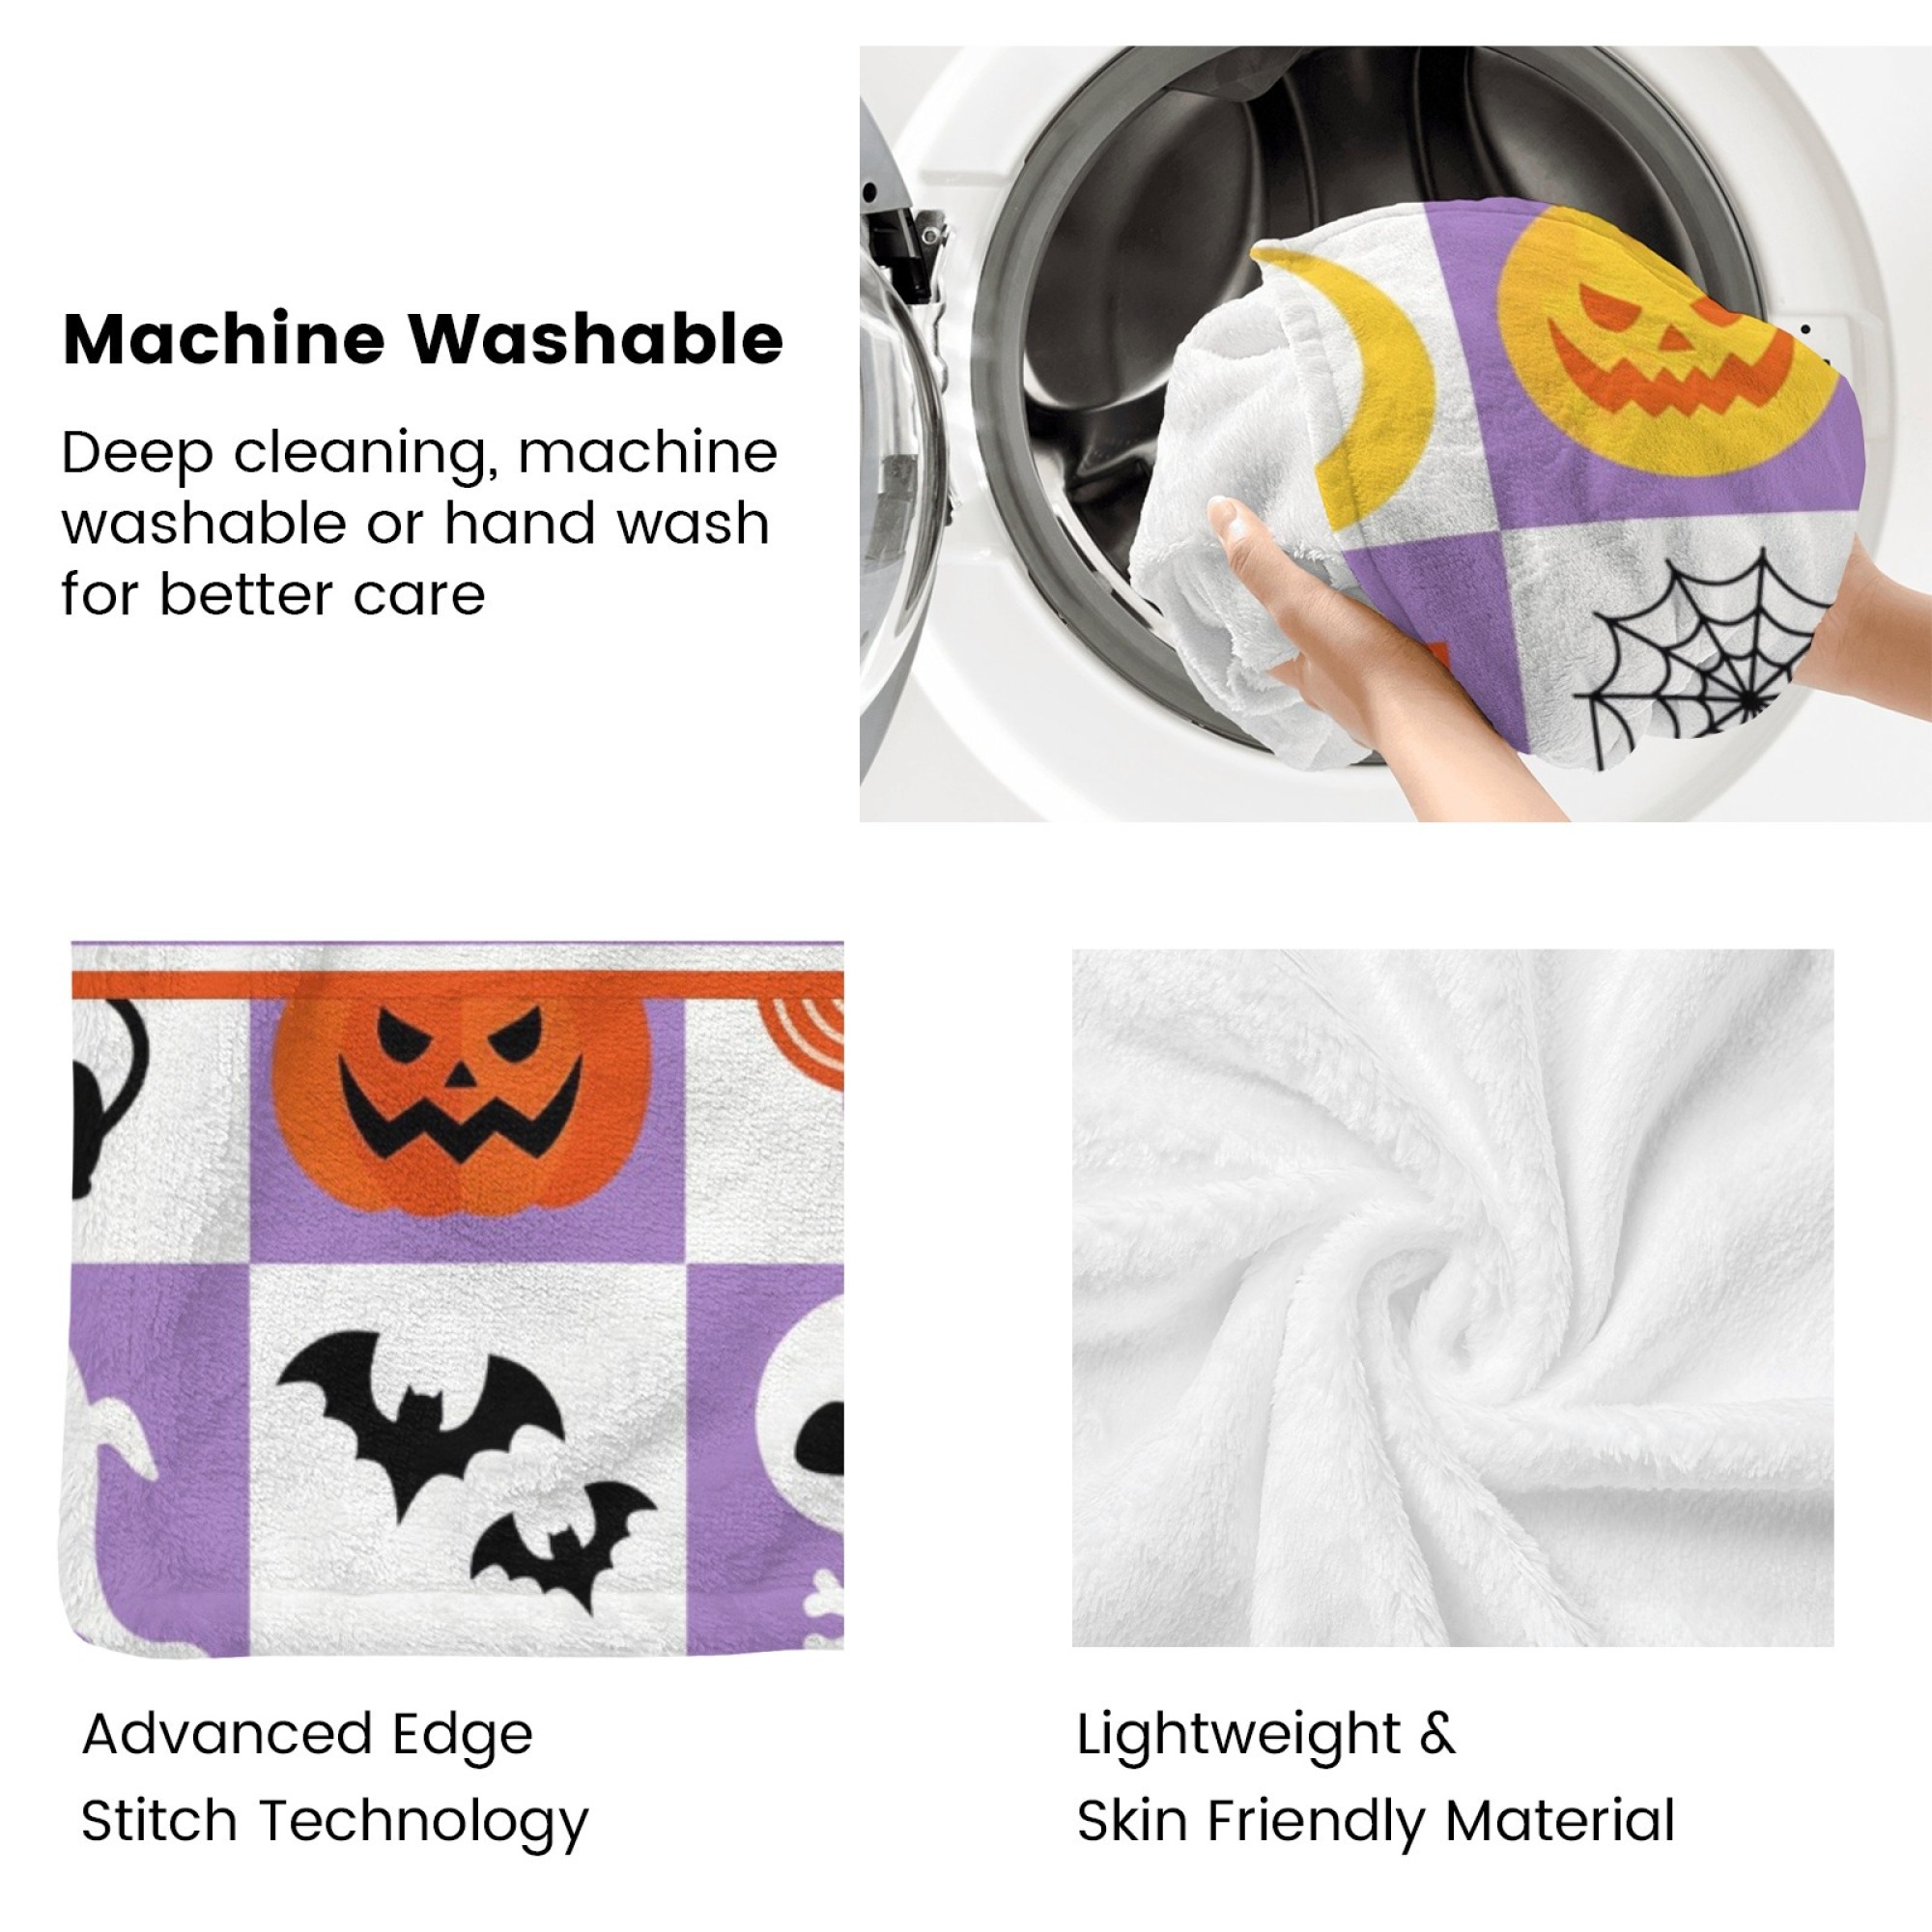 Machine Washable
Deep cleaning, machine
washable or hand wash
for better care
Advanced Edge
Stitch Technology
Lightweight &
Skin Friendly Material